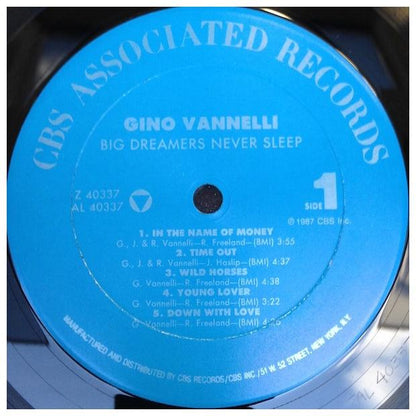 CBS ASSOCIATED RECORDS
GINO VANNELLI
BIG DREAMERS NEVER SLEEP
Z 40337
AL 40337
SIDE 1
℗ 1987 CBS Inc.
1. IN THE NAME OF MONEY
G., J. & R. Vannelli—R. Freeland—(BMI) 3:55
2. TIME OUT
G., J. & R. Vannelli—J. Haslip—(BMI) 4:37
3. WILD HORSES
G. Vannelli—R. Freeland—(BMI) 4:38
4. YOUNG LOVER
G. Vannelli—R. Freeland—(BMI) 3:22
5. DOWN WITH LOVE
G. Vannelli—R. Freeland—(BMI)
MANUFACTURED AND DISTRIBUTED BY CBS RECORDS/CBS INC./51 W. 52 STREET, NEW YORK, N.Y.